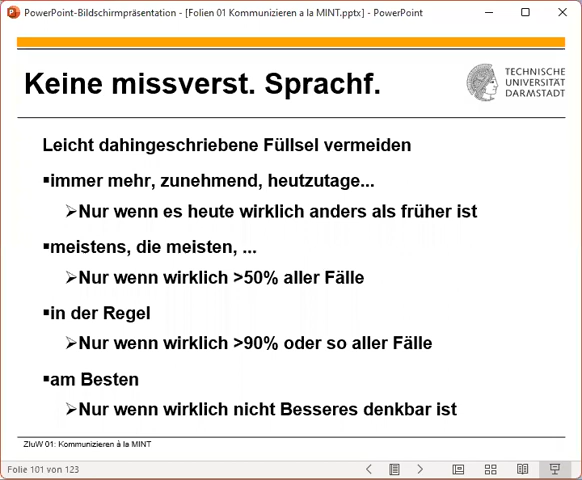 PowerPoint-Bildschirmpräsentation - [Folien 01 Kommunizieren a la MINT.pptx] - PowerPoint
Keine missverst. Sprachf.
TECHNISCHE
UNIVERSITÄT
DARMSTADT
Leicht dahingeschriebene Füllsel vermeiden
▪immer mehr, zunehmend, heutzutage...
➢Nur wenn es heute wirklich anders als früher ist
▪meistens, die meisten, ...
➢Nur wenn wirklich >50% aller Fälle
▪in der Regel
➢Nur wenn wirklich >90% oder so aller Fälle
▪am Besten
➢Nur wenn wirklich nicht Besseres denkbar ist
ZIuW 01: Kommunizieren à la MINT
Folie 101 von 123